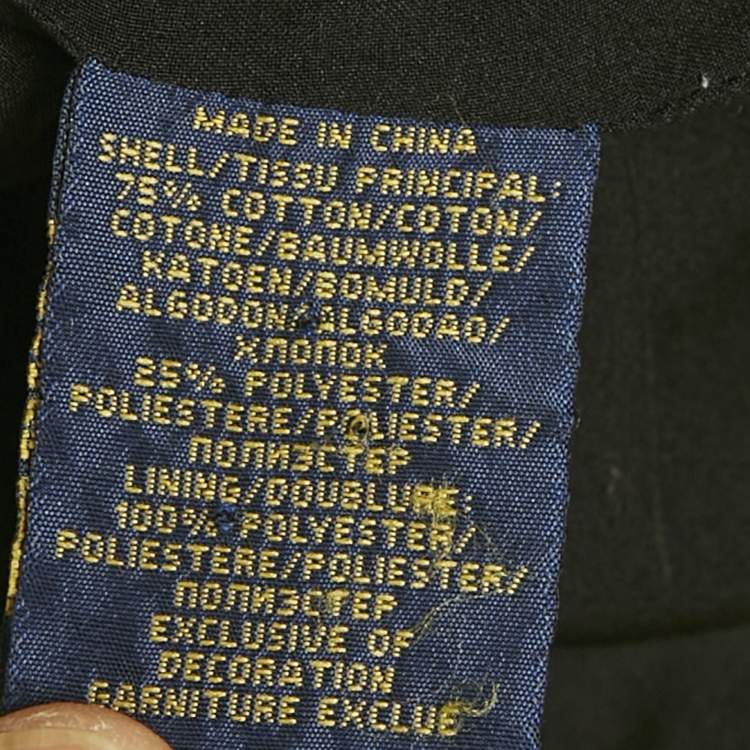 MADE IN CHINA
SHELL/TISSU PRINCIPAL:
75% COTTON/COTON/
COTONE/BAUMWOLLE/
KATOEN/BOMULD/
ALGODON/ALGODAO/
ХЛОПОК
25% POLYESTER/
POLIESTERE/POLIESTER/
ПОЛИЭСТЕР
LINING/DOUBLURE:
100% POLYESTER/
POLIESTERE/POLIESTER/
ПОЛИЭСТЕР
EXCLUSIVE OF
DECORATION
GARNITURE EXCLUE